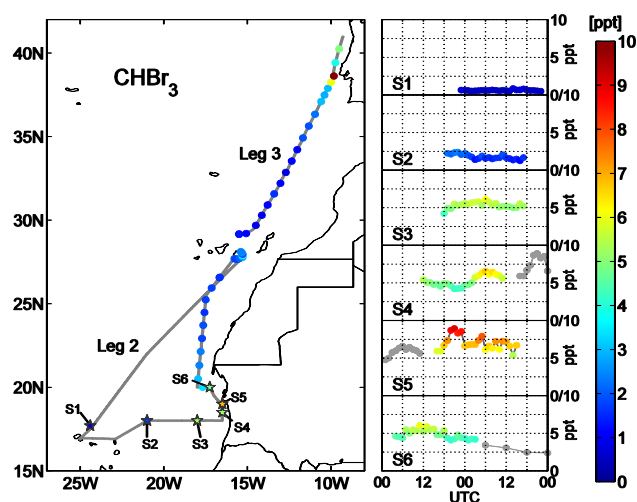 CHBr3
Leg 3
Leg 2
S1
S2
S3
S4
S5
S6
40N
35N
30N
25N
20N
15N
25W
20W
15W
10W
S1
S2
S3
S4
S5
S6
10
5
ppt
0/10
5
ppt
0/10
5
ppt
0/10
5
ppt
0/10
5
ppt
0/10
5
ppt
0
00
12
00
12
00
UTC
[ppt]
10
9
8
7
6
5
4
3
2
1
0